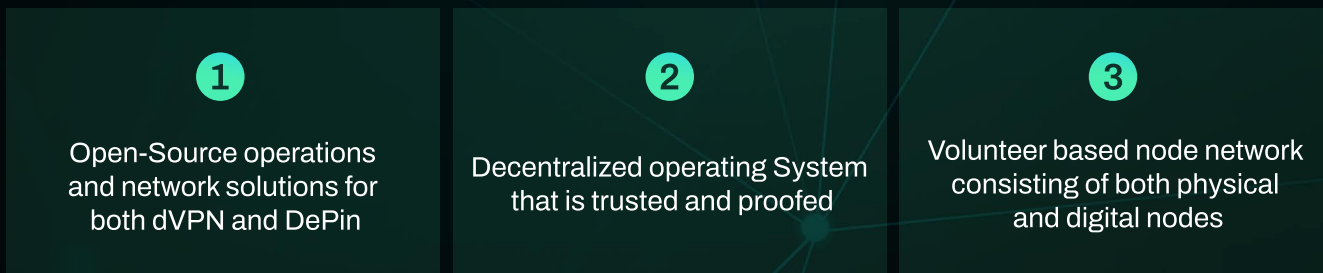 1
Open-Source operations
and network solutions for
both dVPN and DePin
2
Decentralized operating System
that is trusted and proofed
3
Volunteer based node network
consisting of both physical
and digital nodes